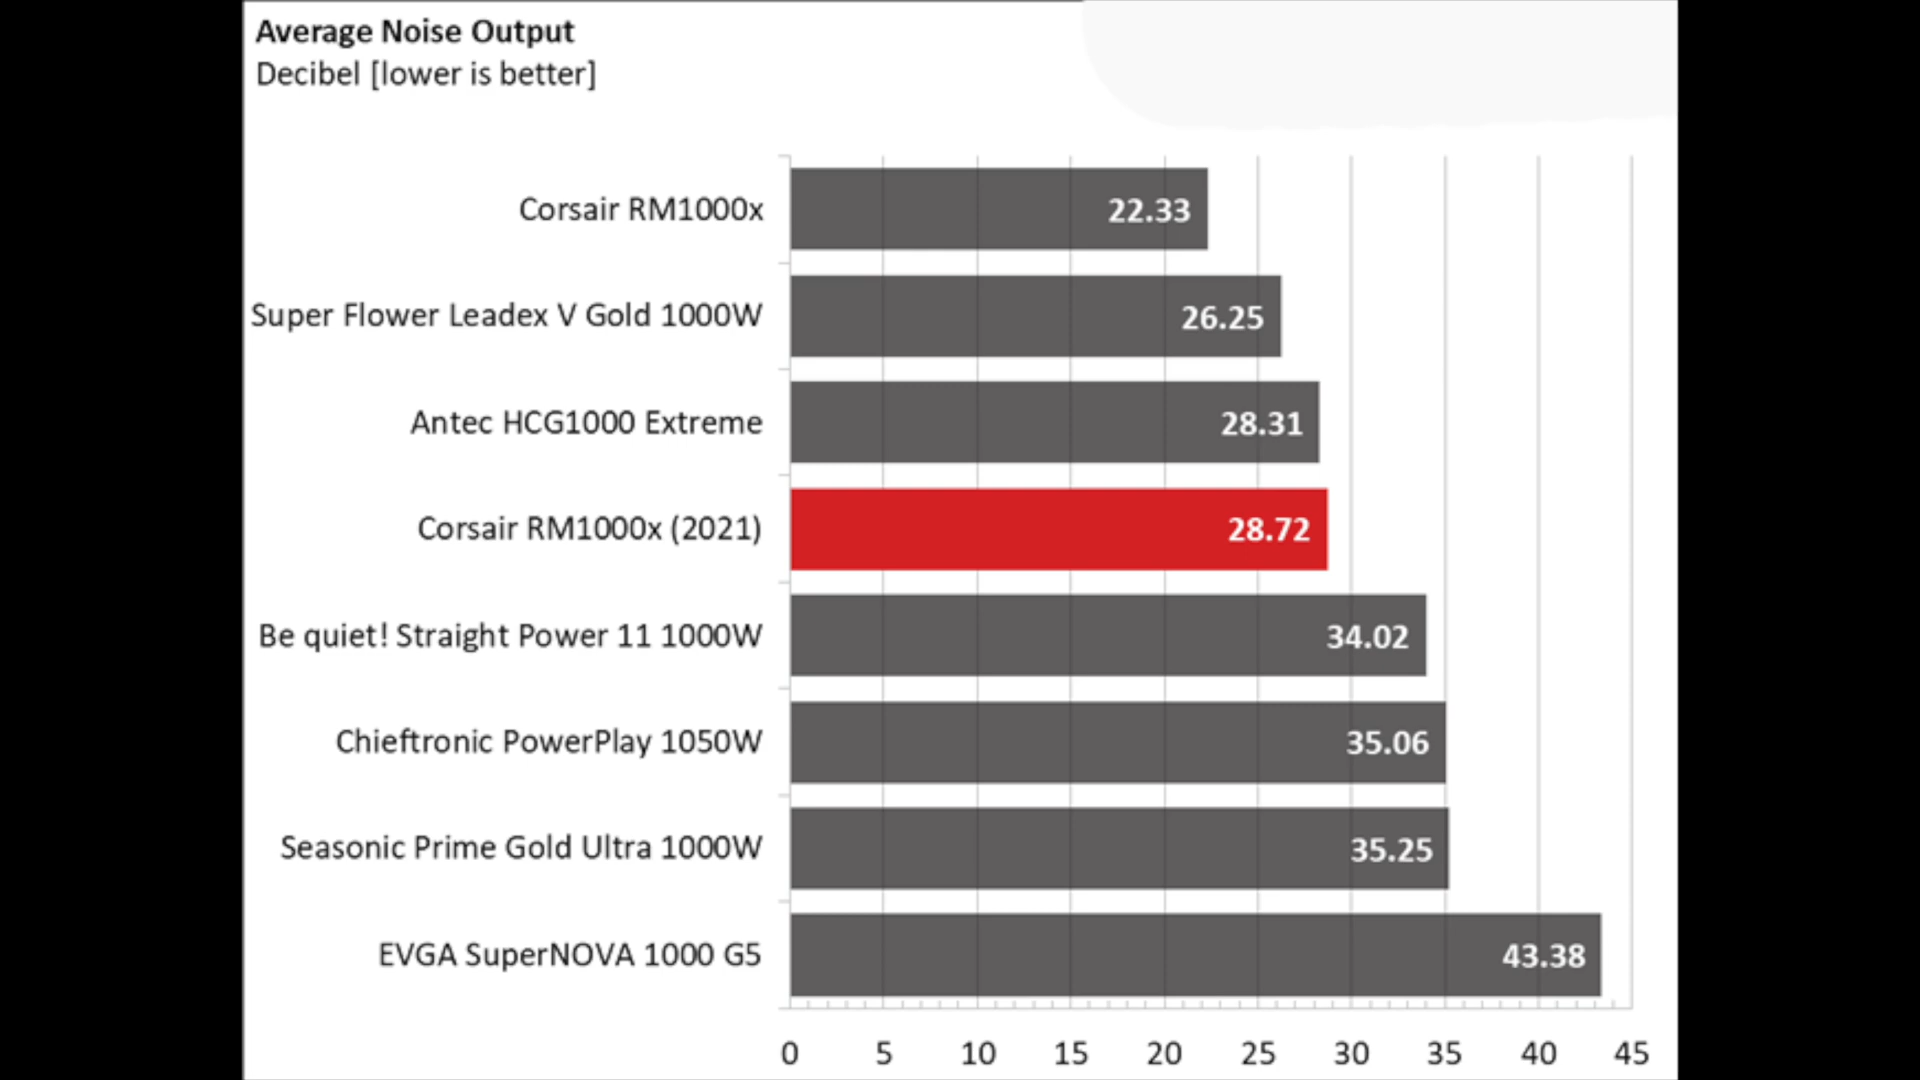 Average Noise Output
Decibel [lower is better]
Corsair RM1000x 22.33
Super Flower Leadex V Gold 1000W 26.25
Antec HCG1000 Extreme 28.31
Corsair RM1000x (2021) 28.72
Be quiet! Straight Power 11 1000W 34.02
Chieftronic PowerPlay 1050W 35.06
Seasonic Prime Gold Ultra 1000W 35.25
EVGA SuperNOVA 1000 G5 43.38
0 5 10 15 20 25 30 35 40 45